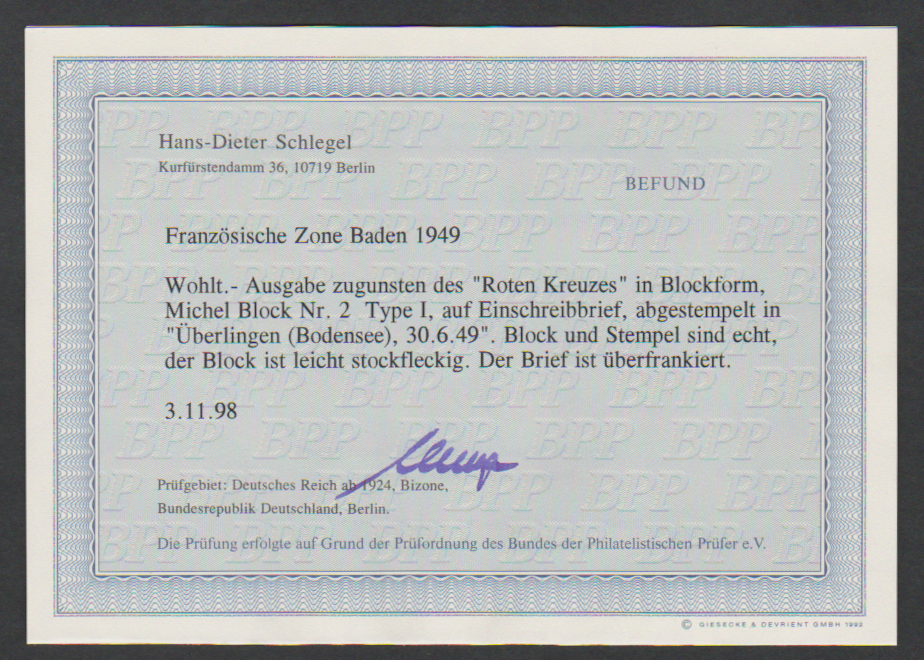 Hans-Dieter Schlegel
Kurfürstendamm 36, 10719 Berlin
BEFUND
Französische Zone Baden 1949
Wohlt.- Ausgabe zugunsten des "Roten Kreuzes" in Blockform,
Michel Block Nr. 2 Type I, auf Einschreibbrief, abgestempelt in
"Überlingen (Bodensee), 30.6.49". Block und Stempel sind echt,
der Block ist leicht stockfleckig. Der Brief ist überfrankiert.
3.11.98
Prüfgebiet: Deutsches Reich ab 1924, Bizone,
Bundesrepublik Deutschland, Berlin.
Die Prüfung erfolgte auf Grund der Prüfordnung des Bundes der Philatelistischen Prüfer e.V.
© GIESECKE & DEVRIENT GMBH 1992